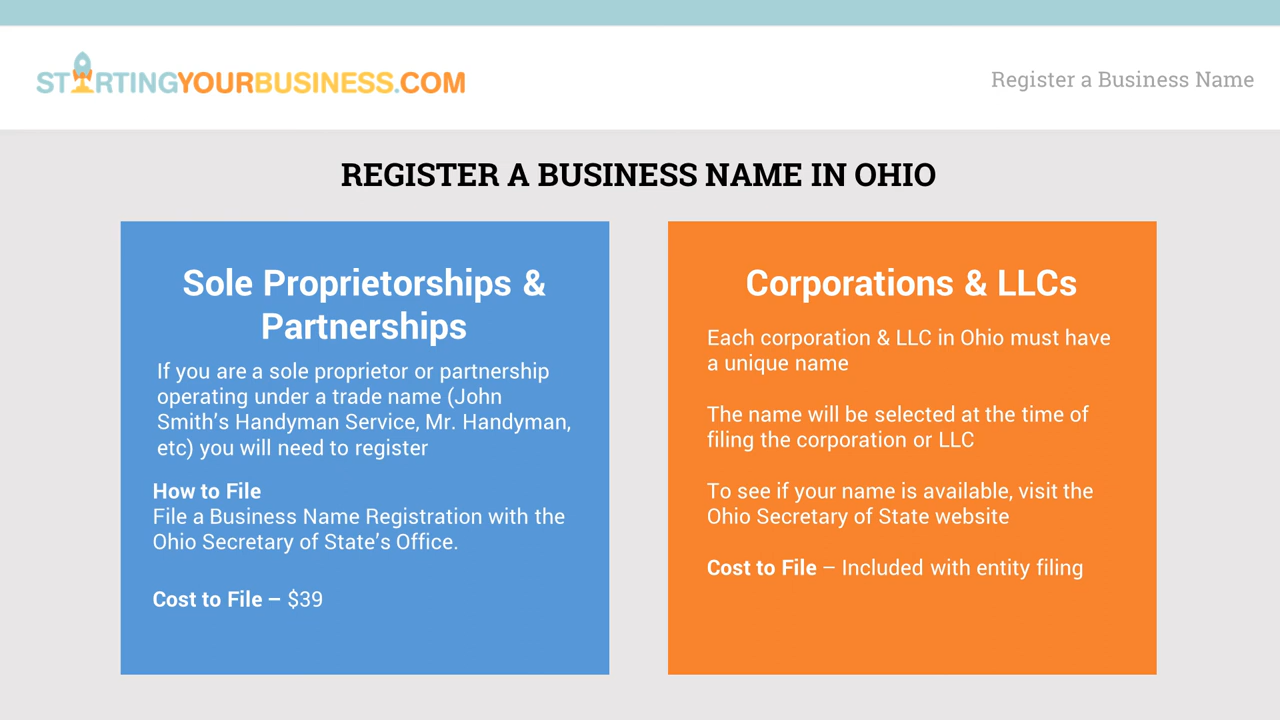 STARTINGYOURBUSINESS.COM
Register a Business Name
REGISTER A BUSINESS NAME IN OHIO
Sole Proprietorships &
Partnerships
If you are a sole proprietor or partnership
operating under a trade name (John
Smith's Handyman Service, Mr. Handyman,
etc) you will need to register
How to File
File a Business Name Registration with the
Ohio Secretary of State's Office.
Cost to File – $39
Corporations & LLCs
Each corporation & LLC in Ohio must have
a unique name
The name will be selected at the time of
filing the corporation or LLC
To see if your name is available, visit the
Ohio Secretary of State website
Cost to File – Included with entity filing